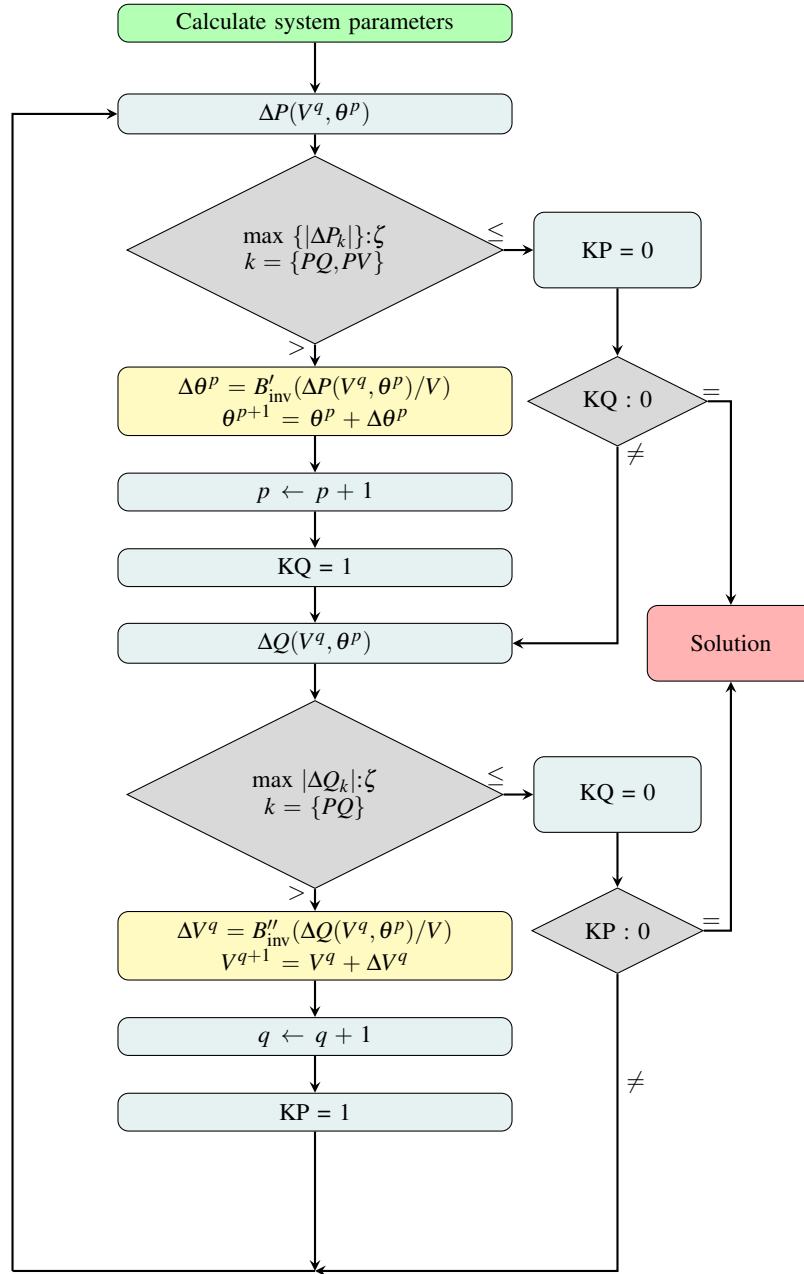 Calculate system parameters
ΔP(V^q, θ^p)
max {|ΔP_k|}:ζ
k = {PQ, PV}
≤
KP = 0
>
Δθ^p = B′_inv(ΔP(V^q, θ^p)/V)
θ^{p+1} = θ^p + Δθ^p
KQ : 0
=
≠
p ← p + 1
KQ = 1
ΔQ(V^q, θ^p)
Solution
max |ΔQ_k|:ζ
k = {PQ}
≤
KQ = 0
>
ΔV^q = B″_inv(ΔQ(V^q, θ^p)/V)
V^{q+1} = V^q + ΔV^q
KP : 0
=
≠
q ← q + 1
KP = 1